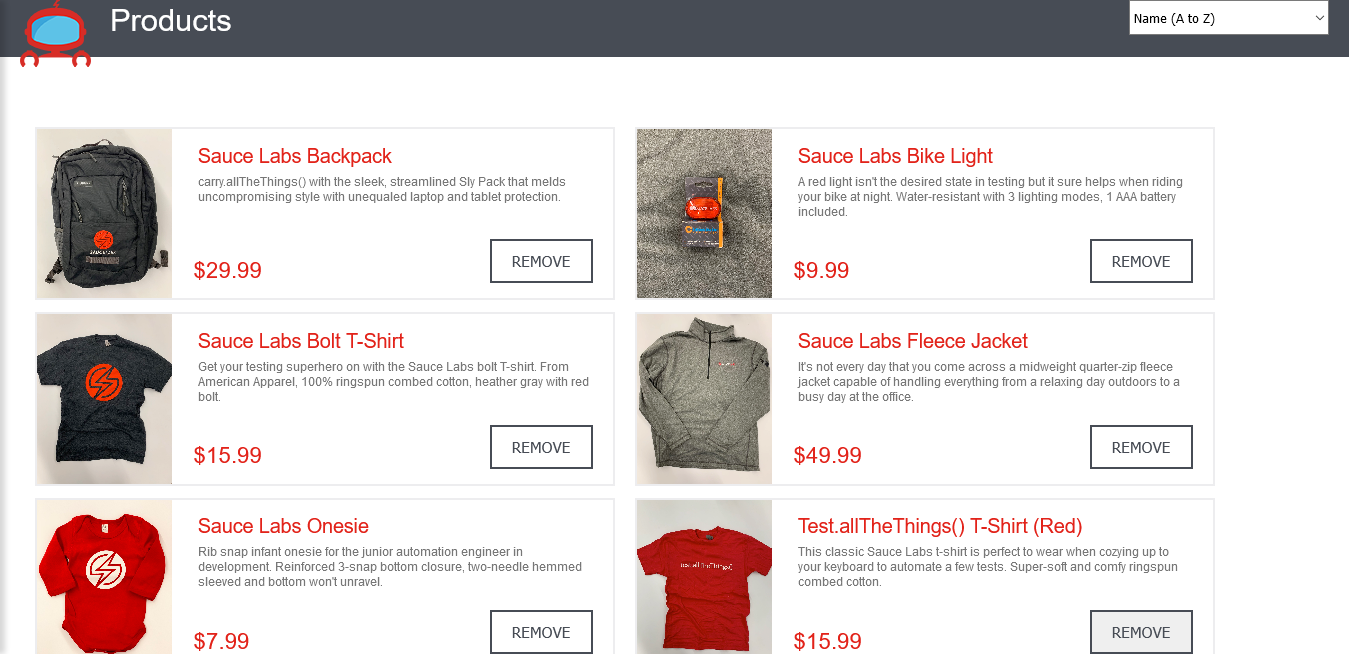 Products
Name (A to Z)
Sauce Labs Backpack
carry.allTheThings() with the sleek, streamlined Sly Pack that melds
uncompromising style with unequaled laptop and tablet protection.
$29.99
REMOVE
Sauce Labs Bike Light
A red light isn't the desired state in testing but it sure helps when riding
your bike at night. Water-resistant with 3 lighting modes, 1 AAA battery
included.
$9.99
REMOVE
Sauce Labs Bolt T-Shirt
Get your testing superhero on with the Sauce Labs bolt T-shirt. From
American Apparel, 100% ringspun combed cotton, heather gray with red
bolt.
$15.99
REMOVE
Sauce Labs Fleece Jacket
It's not every day that you come across a midweight quarter-zip fleece
jacket capable of handling everything from a relaxing day outdoors to a
busy day at the office.
$49.99
REMOVE
Sauce Labs Onesie
Rib snap infant onesie for the junior automation engineer in
development. Reinforced 3-snap bottom closure, two-needle hemmed
sleeved and bottom won't unravel.
$7.99
REMOVE
Test.allTheThings() T-Shirt (Red)
This classic Sauce Labs t-shirt is perfect to wear when cozying up to
your keyboard to automate a few tests. Super-soft and comfy ringspun
combed cotton.
$15.99
REMOVE